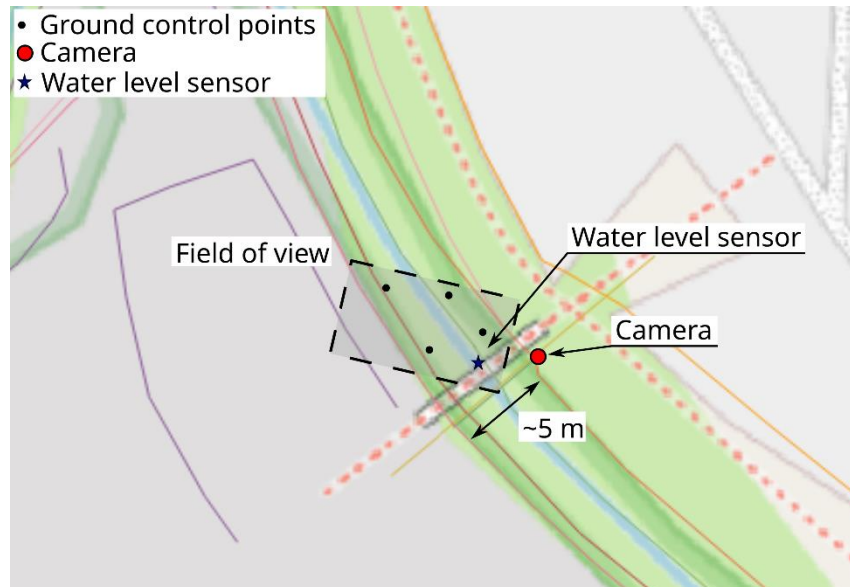 Ground control points
Camera
Water level sensor
Water level sensor
Field of view
Camera
~5 m